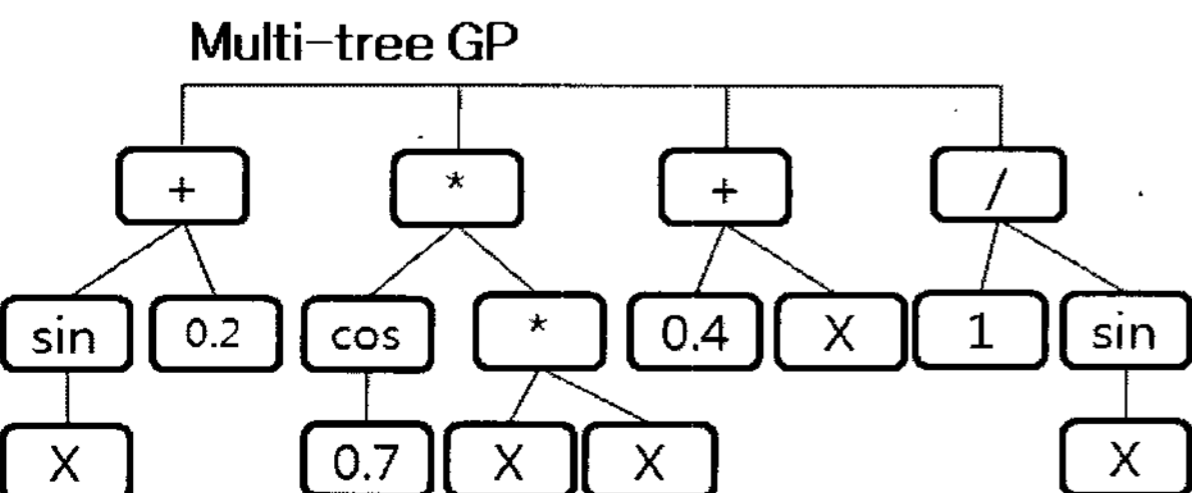 Multi-tree GP
+ * + /
sin 0.2 cos * 0.4 X 1 sin
X 0.7 X X X